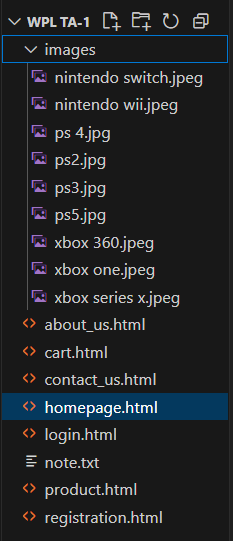 WPL TA-1
images
nintendo switch.jpeg
nintendo wii.jpeg
ps 4.jpg
ps2.jpg
ps3.jpg
ps5.jpg
xbox 360.jpeg
xbox one.jpeg
xbox series x.jpeg
about_us.html
cart.html
contact_us.html
homepage.html
login.html
note.txt
product.html
registration.html